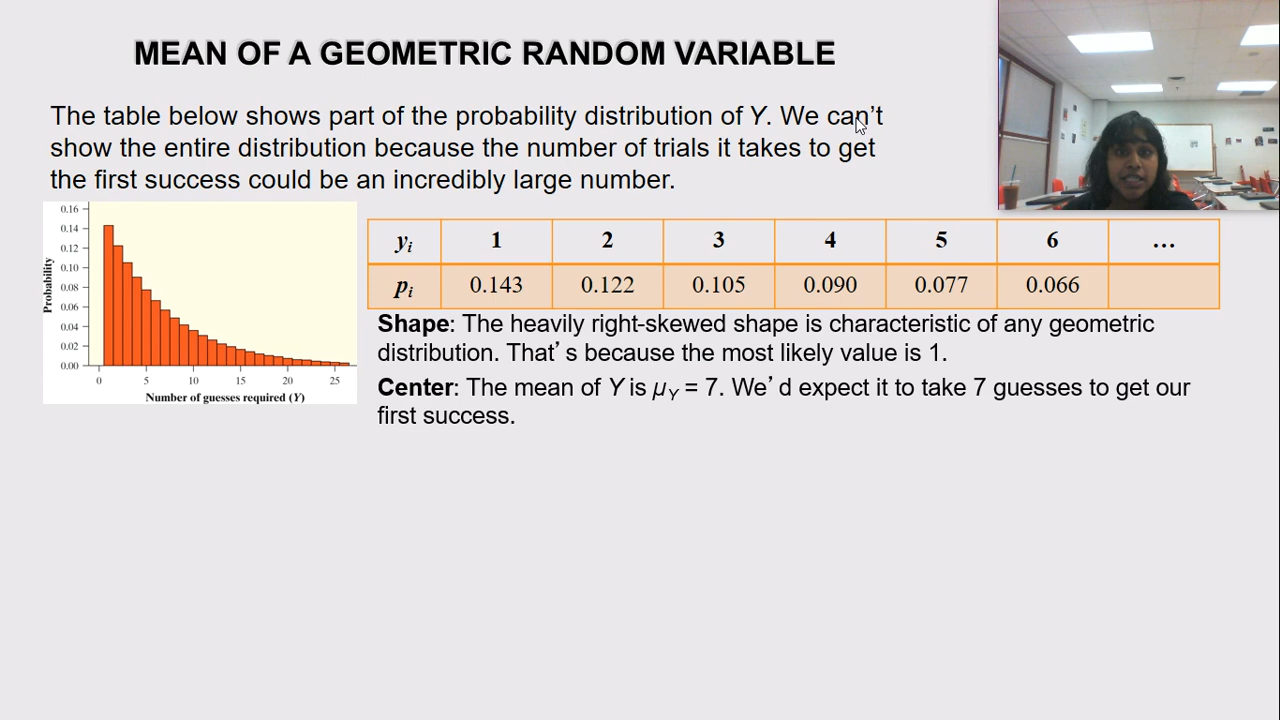 MEAN OF A GEOMETRIC RANDOM VARIABLE
The table below shows part of the probability distribution of Y. We can't
show the entire distribution because the number of trials it takes to get
the first success could be an incredibly large number.
0.16
0.14
0.12
0.10
0.08
0.06
0.04
0.02
0.00
Probability
0 5 10 15 20 25
Number of guesses required (Y)
yᵢ 1 2 3 4 5 6 …
pᵢ 0.143 0.122 0.105 0.090 0.077 0.066
Shape: The heavily right-skewed shape is characteristic of any geometric
distribution. That's because the most likely value is 1.
Center: The mean of Y is μ_Y = 7. We'd expect it to take 7 guesses to get our
first success.